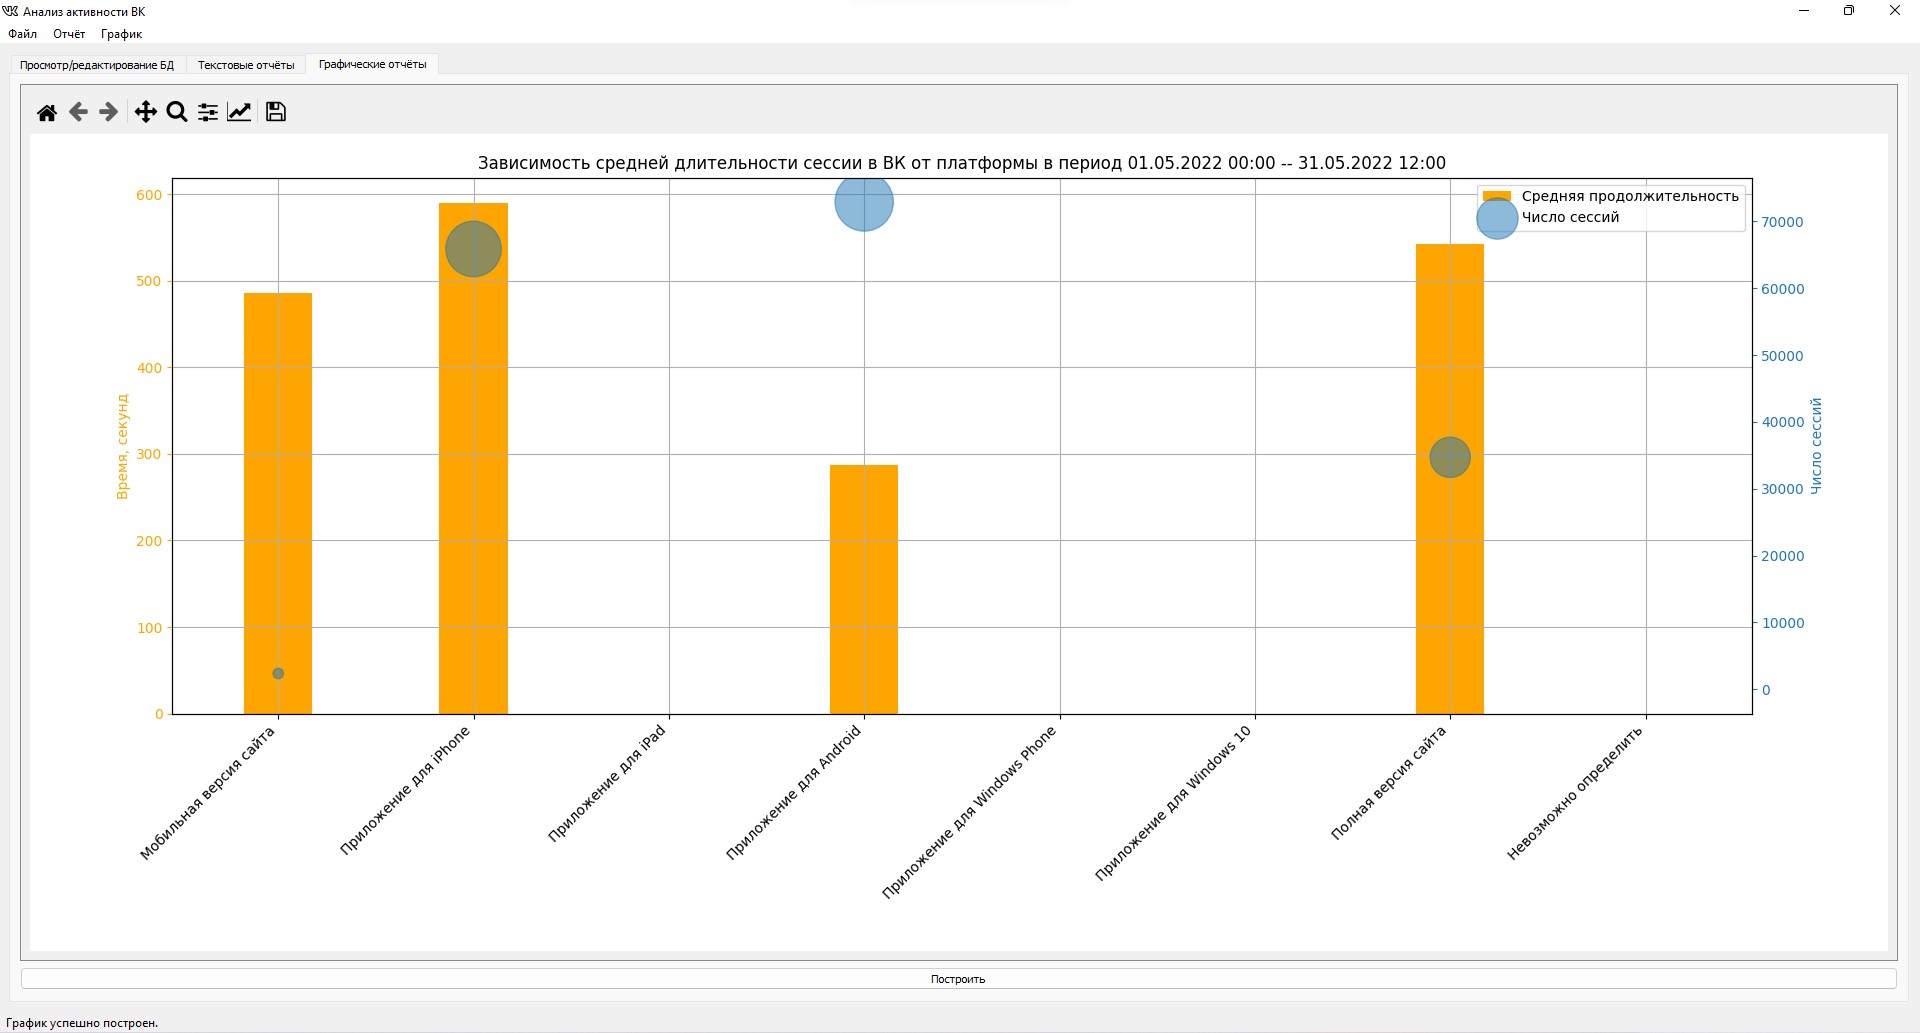 Анализ активности ВК
Файл Отчёт График
Просмотр/редактирование БД Текстовые отчёты Графические отчёты
Зависимость средней длительности сессии в ВК от платформы в период 01.05.2022 00:00 -- 31.05.2022 12:00
Средняя продолжительность
Число сессий
600
500
400
300
200
100
0
Время, секунд
70000
60000
50000
40000
30000
20000
10000
0
Число сессий
Мобильная версия сайта
Приложение для iPhone
Приложение для iPad
Приложение для Android
Приложение для Windows Phone
Приложение для Windows 10
Полная версия сайта
Невозможно определить
Построить
График успешно построен.